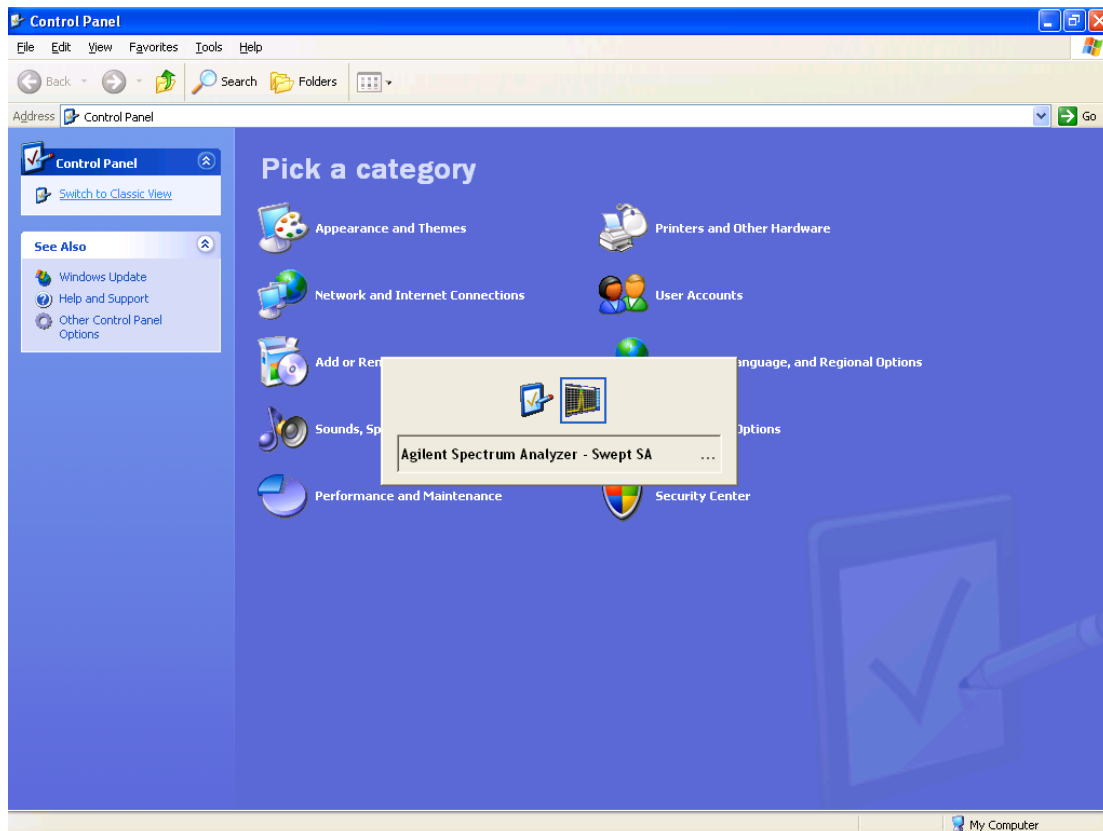 Control Panel
File Edit View Favorites Tools Help
Back Search Folders
Address Control Panel Go
Control Panel
Switch to Classic View
See Also
Windows Update
Help and Support
Other Control Panel
Options
Pick a category
Appearance and Themes
Printers and Other Hardware
Network and Internet Connections
User Accounts
Add or Ren
anguage, and Regional Options
Sounds, Sp
Options
Agilent Spectrum Analyzer - Swept SA ...
Performance and Maintenance
Security Center
My Computer